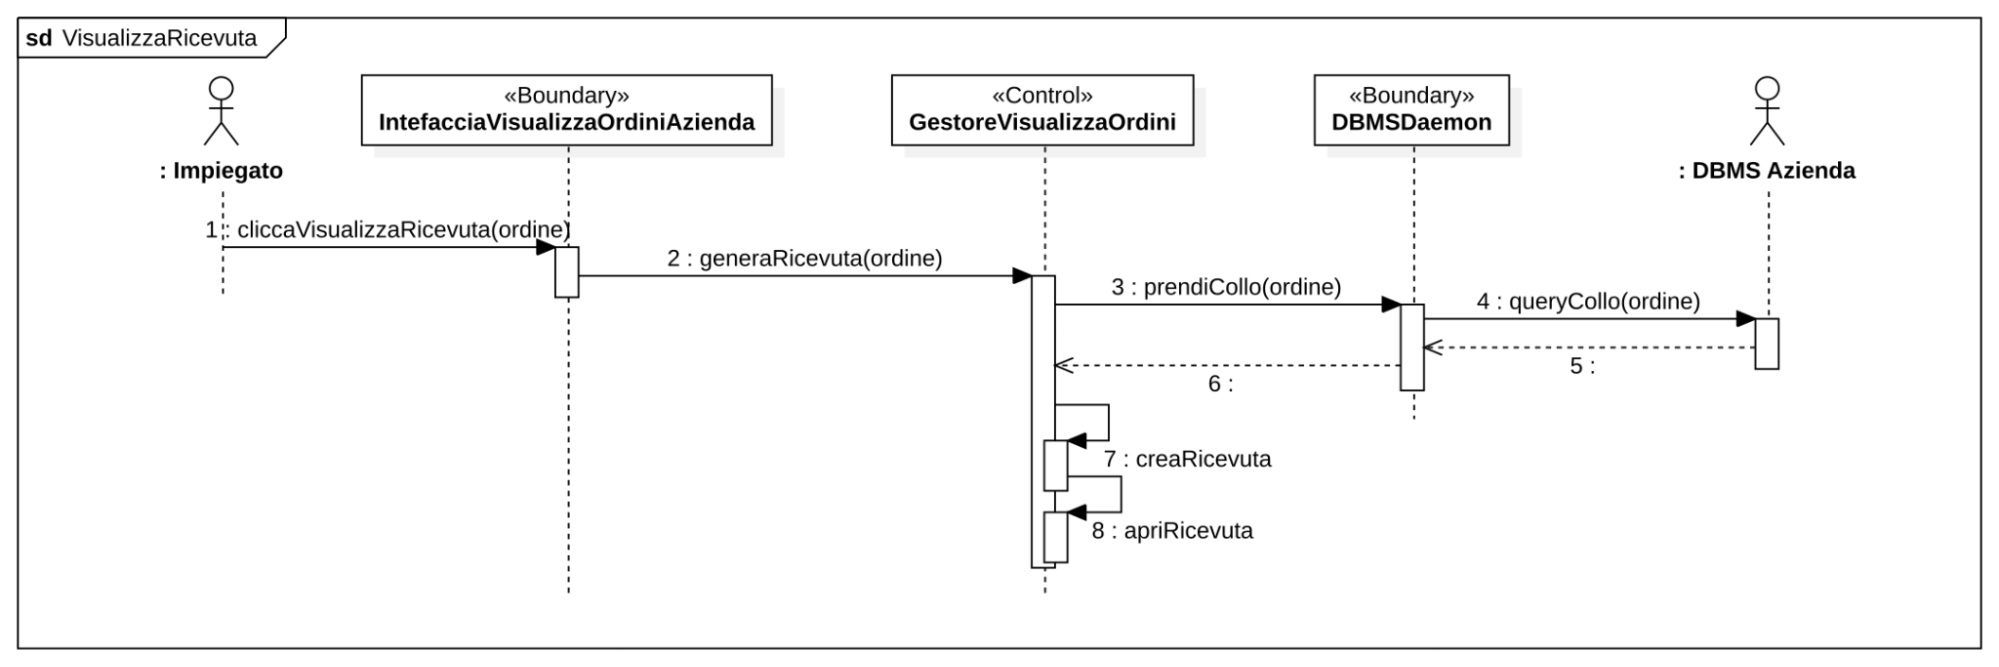 sd VisualizzaRicevuta
«Boundary»
IntefacciaVisualizzaOrdiniAzienda
«Control»
GestoreVisualizzaOrdini
«Boundary»
DBMSDaemon
: Impiegato
: DBMS Azienda
1 : cliccaVisualizzaRicevuta(ordine)
2 : generaRicevuta(ordine)
3 : prendiCollo(ordine)
4 : queryCollo(ordine)
5 :
6 :
7 : creaRicevuta
8 : apriRicevuta